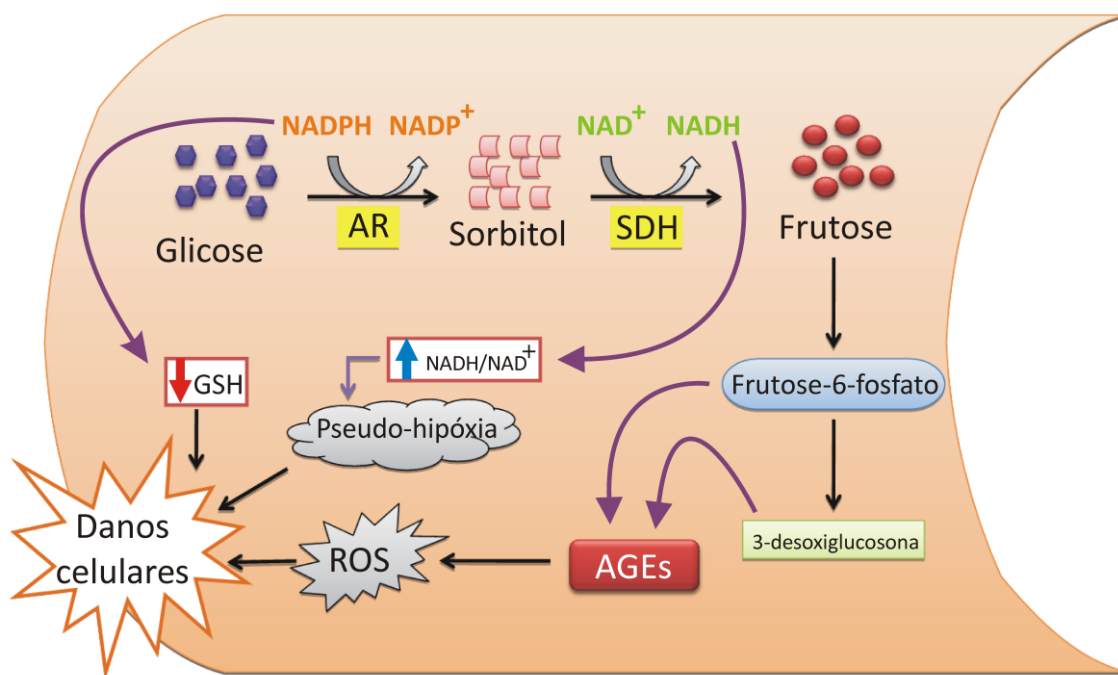 NADPH NADP+ NAD+ NADH
Glicose AR Sorbitol SDH Frutose
GSH
NADH/NAD+
Frutose-6-fosfato
Pseudo-hipóxia
Danos
celulares
ROS
AGEs
3-desoxiglucosona